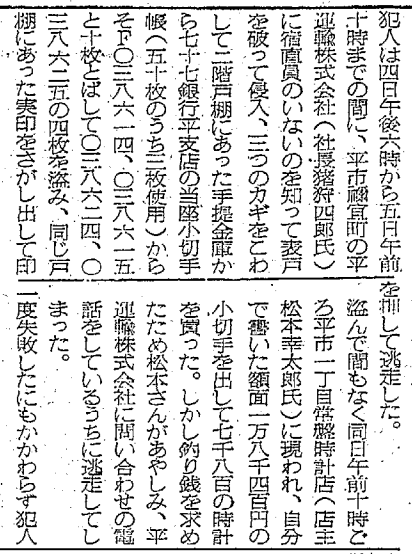 犯人は四日午後六時から五日午前
十時までの間に、平市禰宜町の平
運輸株式会社(社長猪狩四郎氏)
に宿直員のいないのを知って表戸
を破って侵入、三つのカギをこわ
して二階戸棚にあった手提金庫か
ら七十七銀行平支店の当座小切手
帳(五十枚のうち三枚使用)から
そF〇三八六一四、〇三八六一五
と十枚とばして〇三八六二四、〇
三八六二五の四枚を盗み、同じ戸
棚にあった実印をさがし出して印
を押して逃走した。
盗んで間もなく同日午前十時ご
ろ平市一丁目常盤時計店(店主
松本幸太郎氏)に現われ、自分
で書いた額面一万八千四百円の
小切手を出して七千八百の時計
を買った。しかし釣り銭を求め
たため松本さんがあやしみ、平
運輸株式会社に問い合わせの電
話をしているうちに逃走してし
まった。
一度失敗したにもかかわらず犯人